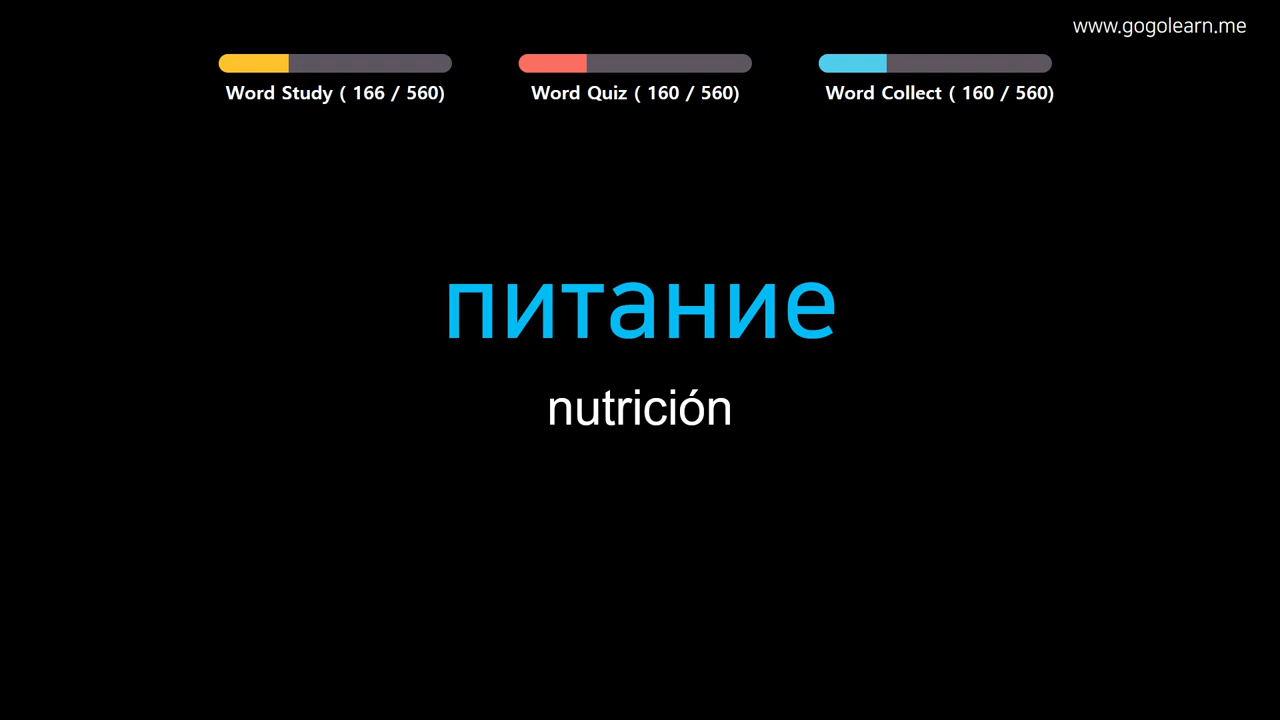 www.gogolearn.me
Word Study ( 166 / 560)
Word Quiz ( 160 / 560)
Word Collect ( 160 / 560)
питание
nutrición